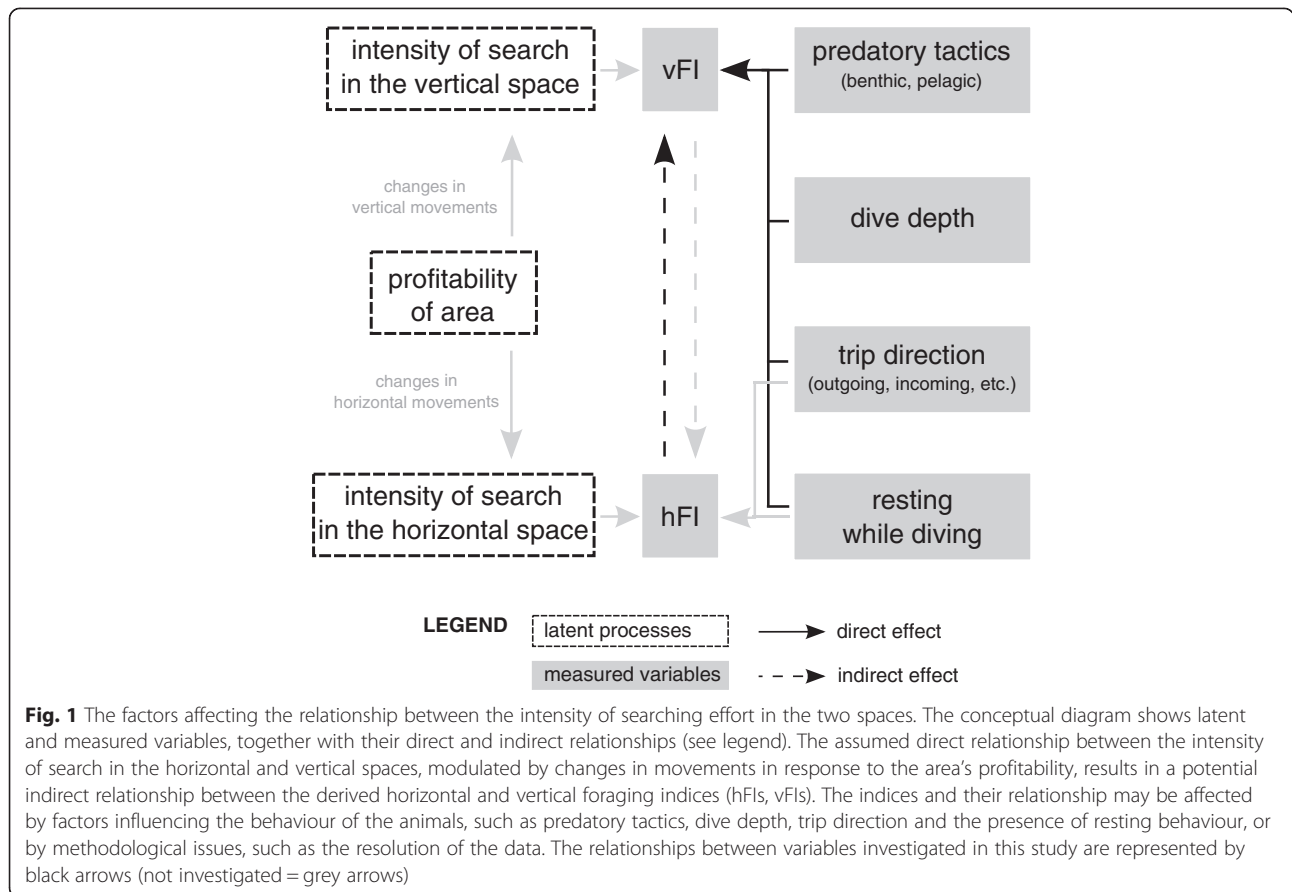 intensity of search
in the vertical space
vFI
predatory tactics
(benthic, pelagic)
changes in
vertical movements
dive depth
profitability
of area
trip direction
(outgoing, incoming, etc.)
changes in
horizontal movements
intensity of search
in the horizontal space
hFI
resting
while diving
LEGEND
latent processes
direct effect
measured variables
indirect effect
Fig. 1 The factors affecting the relationship between the intensity of searching effort in the two spaces. The conceptual diagram shows latent
and measured variables, together with their direct and indirect relationships (see legend). The assumed direct relationship between the intensity
of search in the horizontal and vertical spaces, modulated by changes in movements in response to the area's profitability, results in a potential
indirect relationship between the derived horizontal and vertical foraging indices (hFIs, vFIs). The indices and their relationship may be affected
by factors influencing the behaviour of the animals, such as predatory tactics, dive depth, trip direction and the presence of resting behaviour, or
by methodological issues, such as the resolution of the data. The relationships between variables investigated in this study are represented by
black arrows (not investigated = grey arrows)